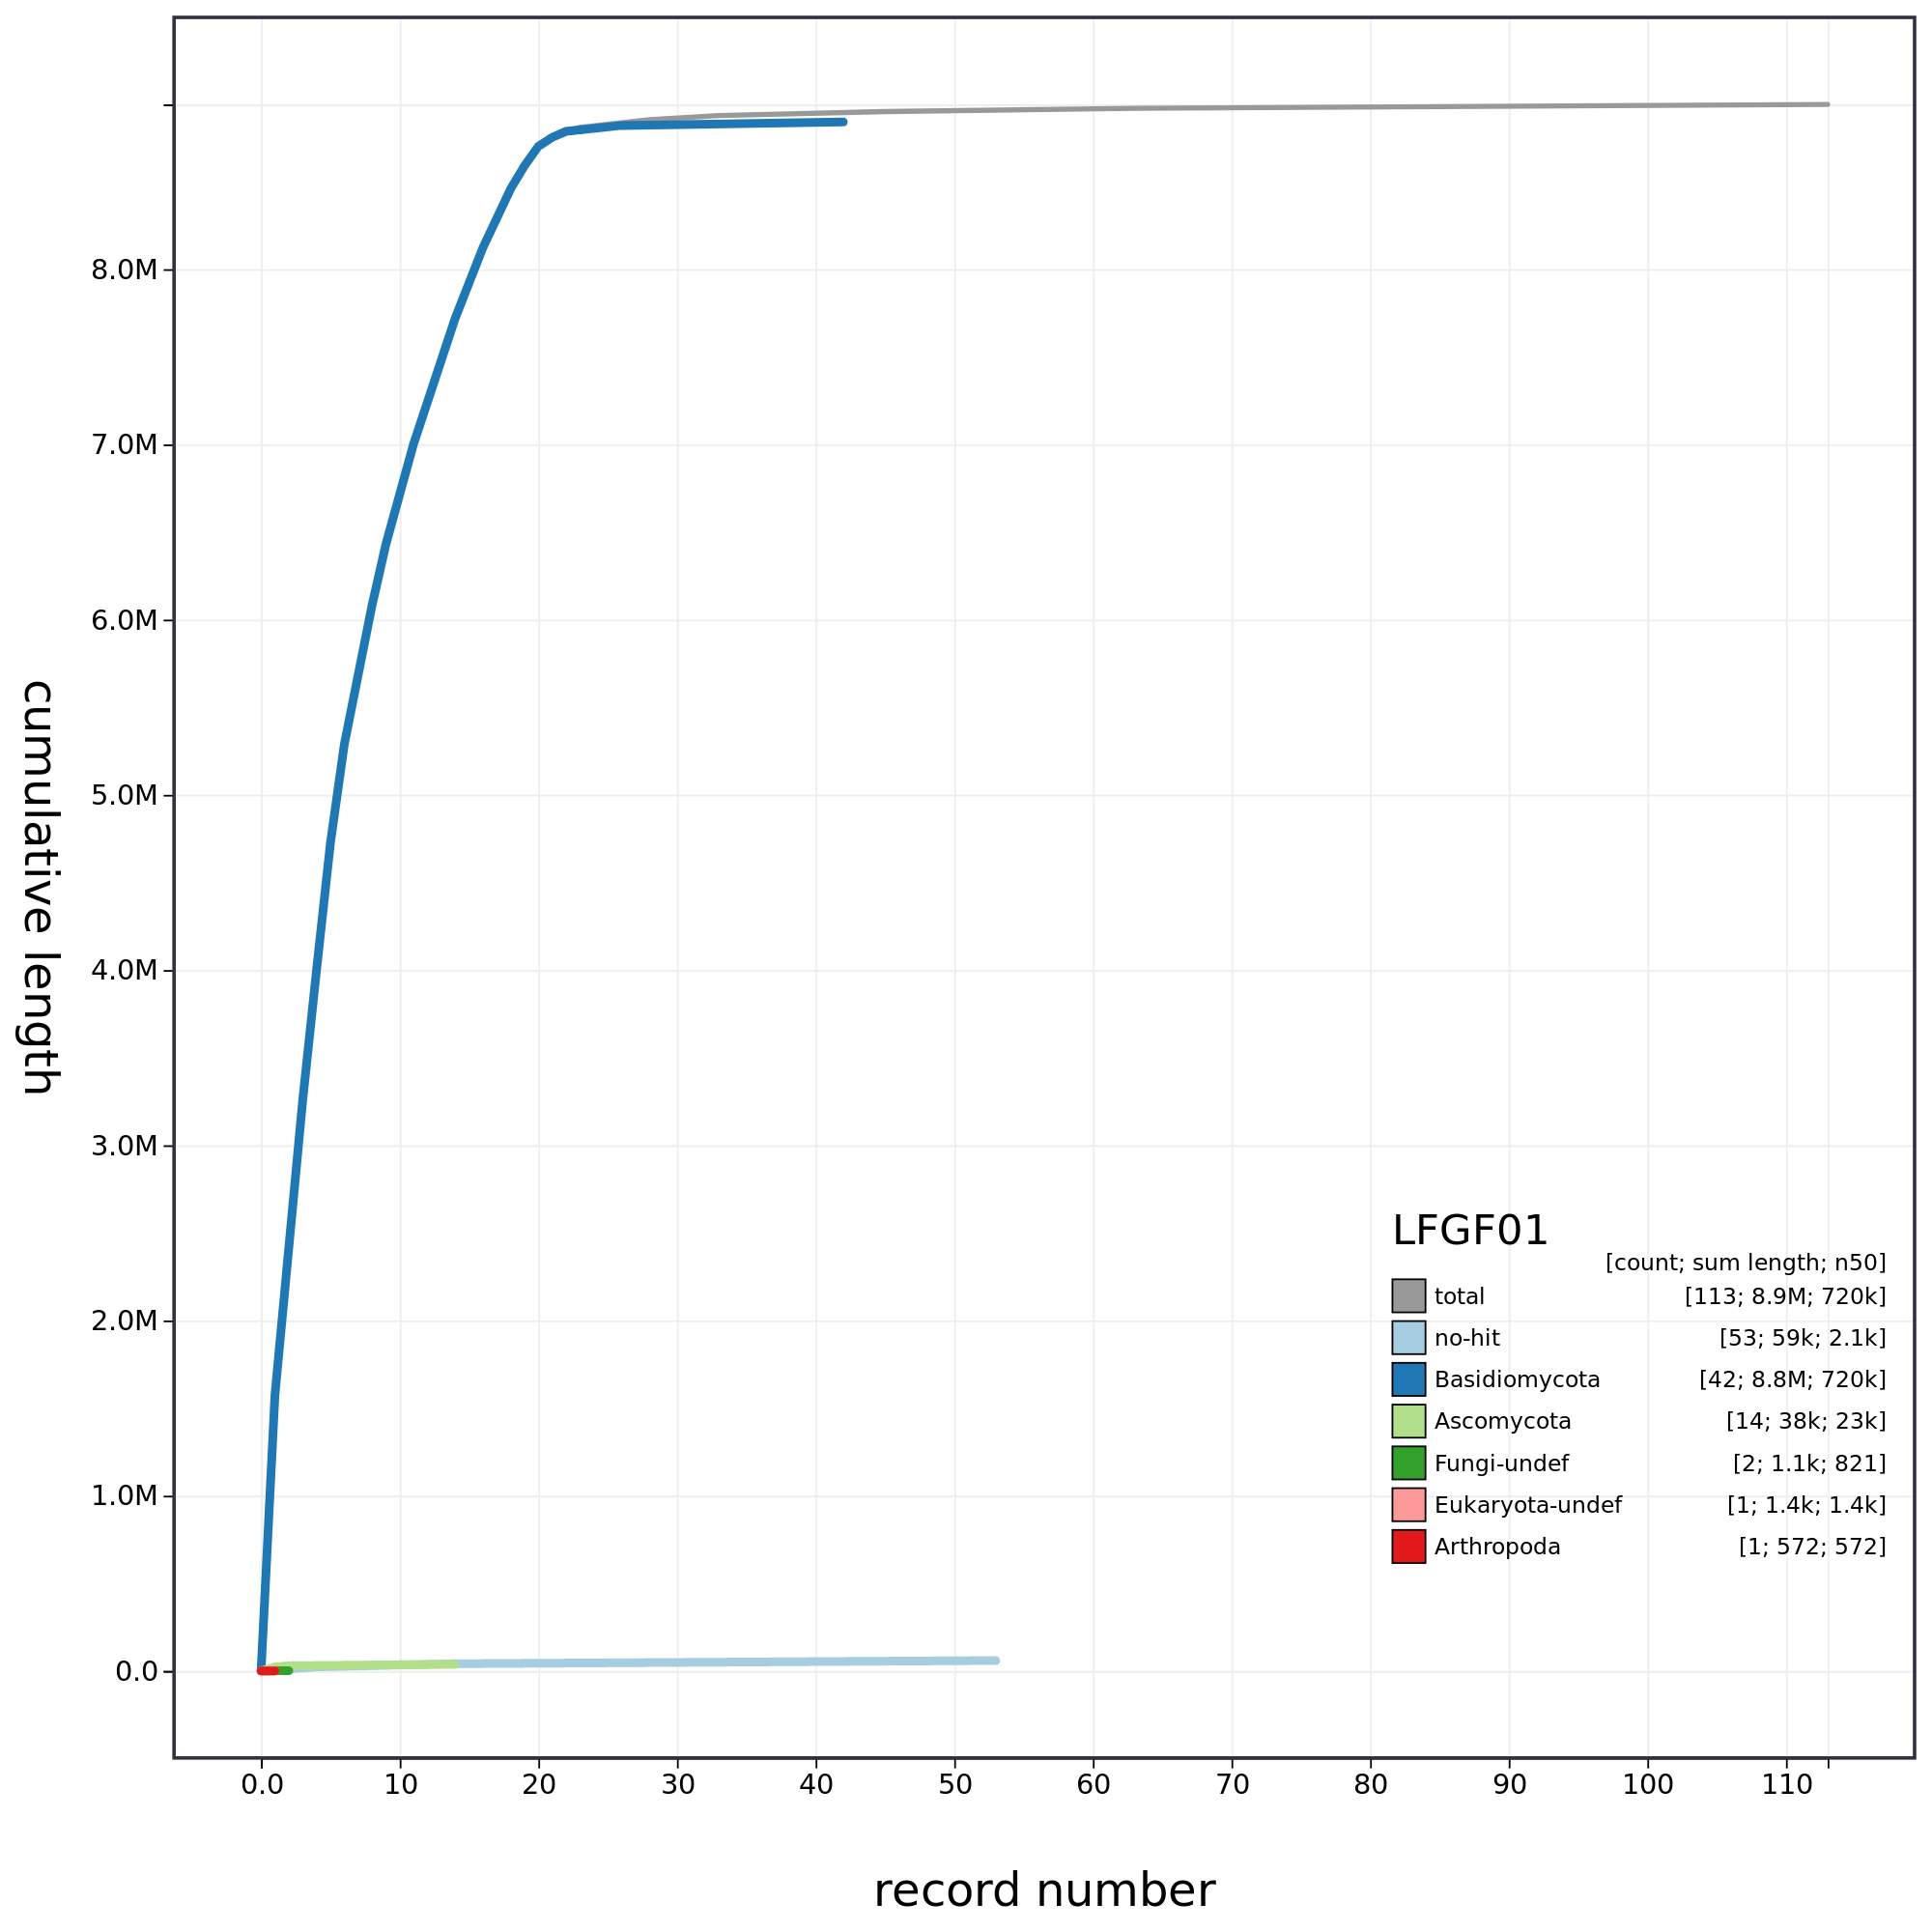 cumulative length
8.0M
7.0M
6.0M
5.0M
4.0M
3.0M
2.0M
1.0M
0.0
LFGF01
[count; sum length; n50]
total [113; 8.9M; 720k]
no-hit [53; 59k; 2.1k]
Basidiomycota [42; 8.8M; 720k]
Ascomycota [14; 38k; 23k]
Fungi-undef [2; 1.1k; 821]
Eukaryota-undef [1; 1.4k; 1.4k]
Arthropoda [1; 572; 572]
0.0 10 20 30 40 50 60 70 80 90 100 110
record number